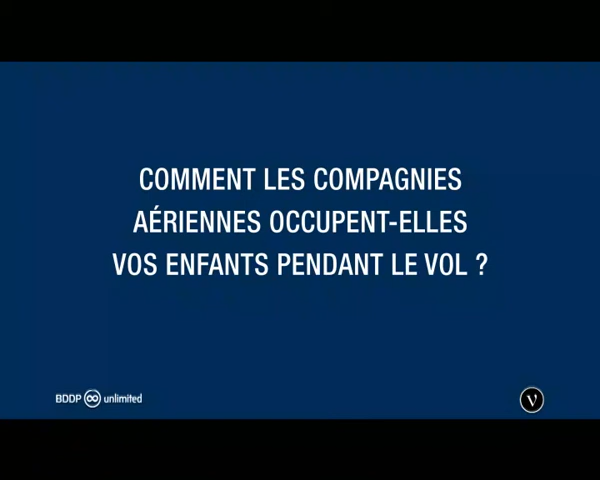 COMMENT LES COMPAGNIES
AÉRIENNES OCCUPENT-ELLES
VOS ENFANTS PENDANT LE VOL ?
BDDP unlimited
V